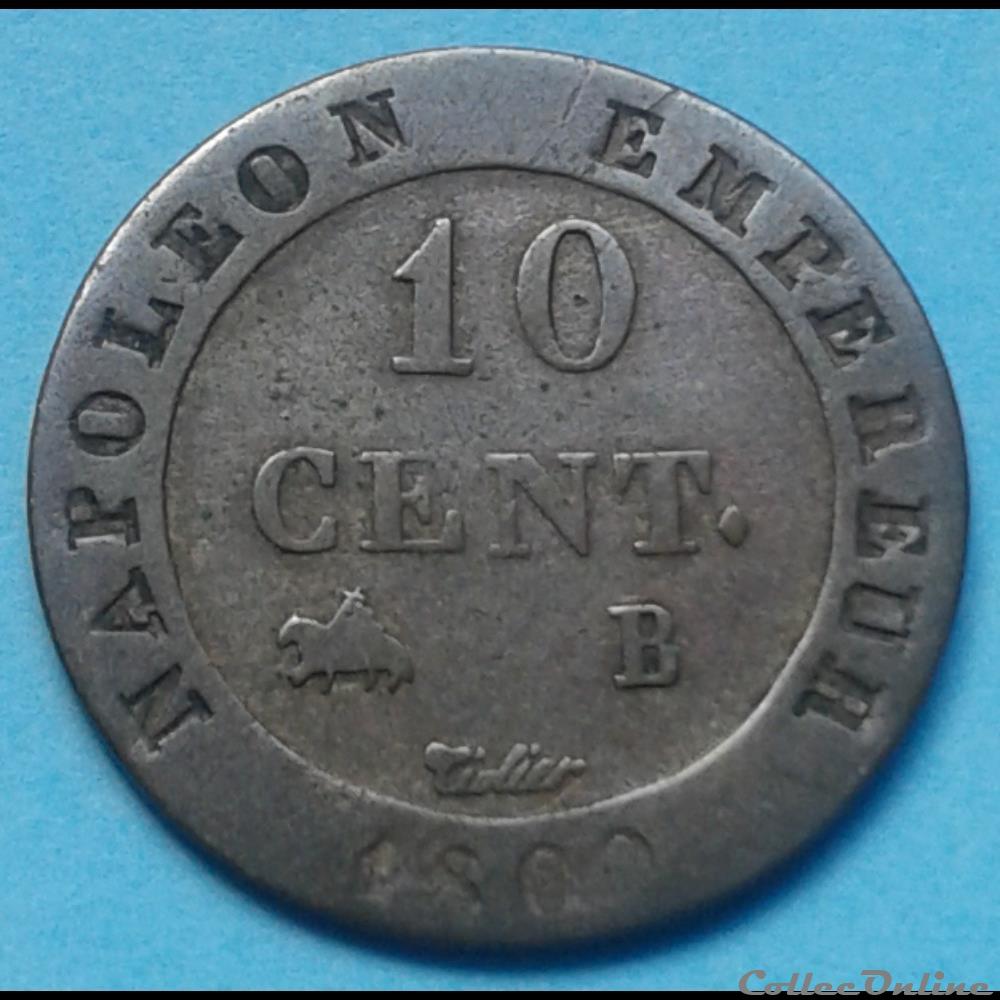 NAPOLEON EMPEREUR
10
CENT.
B
Tiolier
CollecOnline